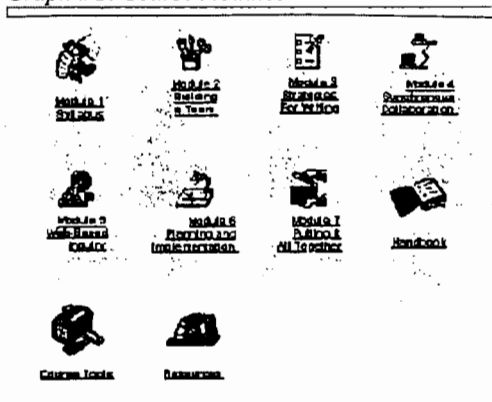 Module 1
Syllabus
Module 2
Building
a Team
Module 3
Strategies
For Writing
Module 4
Synchronous
Collaboration
Module 5
Web-Based
Inquiry
Module 6
Planning and
Implementation
Module 7
Putting It
All Together
Handbook
Course Tools
Resources